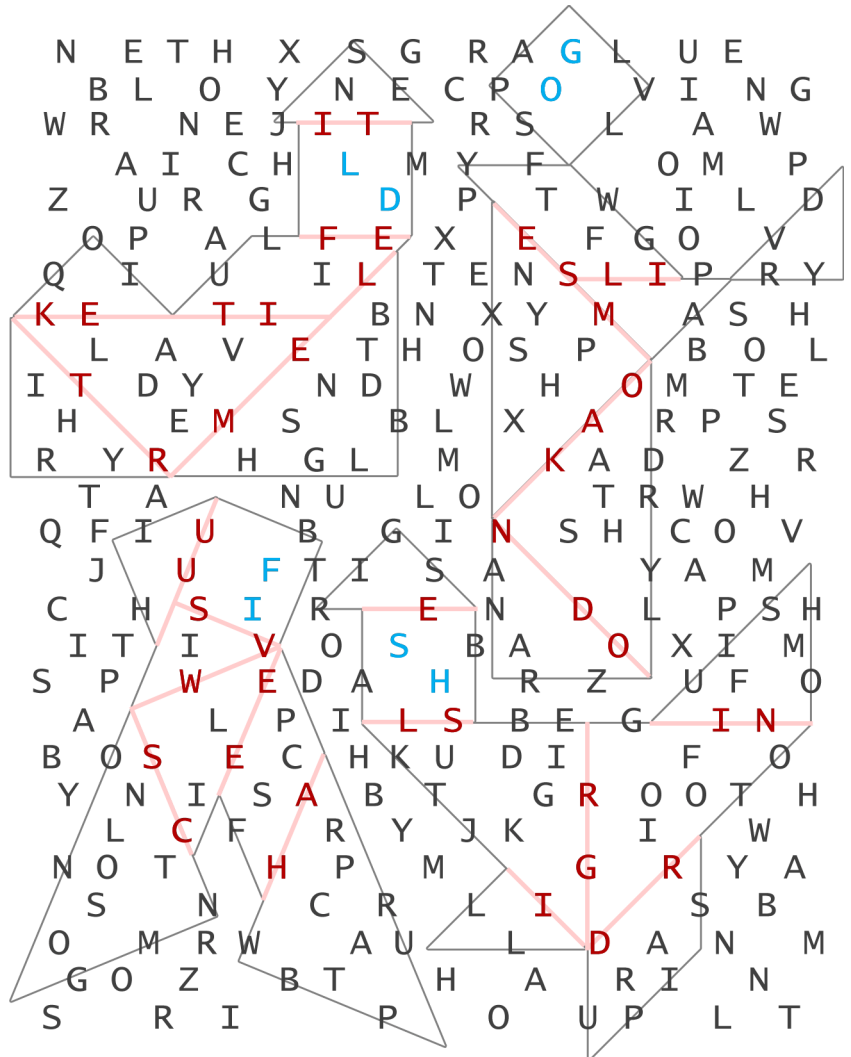 N E T H X S G R A G L U E
B L O Y N E C P O V I N G
W R N E J I T R S L A W
A I C H L M Y F O M P
Z U R G D P T W I L D
O P A L F E X E F G O V
Q I U I L T E N S L I P R Y
K E T I B N X Y M A S H
L A V E T H O S P B O L
I T D Y N D W H O M T E
H E M S B L X A R P S
R Y R H G L M K A D Z R
T A N U L O T R W H
Q F I U B G I N S H C O V
J U F T I S A Y A M
C H S I R E N D L P S H
I T I V O S B A O X I M
S P W E D A H R Z U F O
A L P I L S B E G I N
B O S E C H K U D I F O
Y N I S A B T G R O O T H
L C F R Y J K I W
N O T H P M G R Y A
S N C R L I S B
O M R W A U L D A N M
G O Z B T H A R I N
S R I P O U P L T